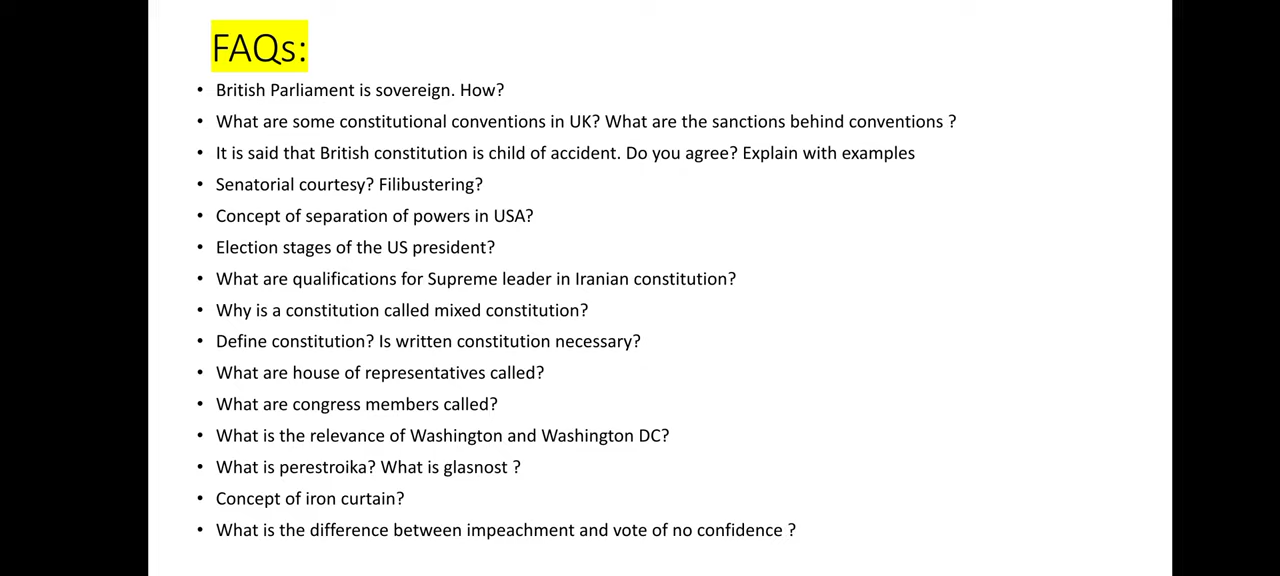 FAQs:
• British Parliament is sovereign. How?
• What are some constitutional conventions in UK? What are the sanctions behind conventions ?
• It is said that British constitution is child of accident. Do you agree? Explain with examples
• Senatorial courtesy? Filibustering?
• Concept of separation of powers in USA?
• Election stages of the US president?
• What are qualifications for Supreme leader in Iranian constitution?
• Why is a constitution called mixed constitution?
• Define constitution? Is written constitution necessary?
• What are house of representatives called?
• What are congress members called?
• What is the relevance of Washington and Washington DC?
• What is perestroika? What is glasnost ?
• Concept of iron curtain?
• What is the difference between impeachment and vote of no confidence ?